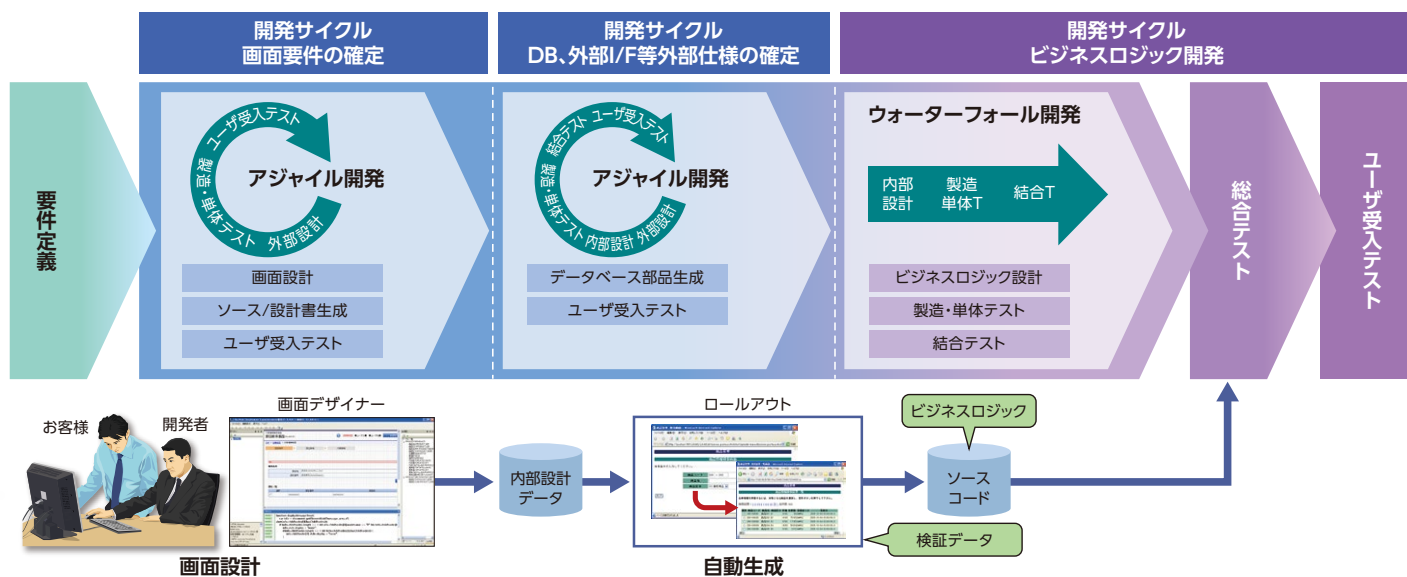 開発サイクル
画面要件の確定
開発サイクル
DB、外部I/F等外部仕様の確定
開発サイクル
ビジネスロジック開発
要件定義
外部設計
製造・単体テスト
ユーザ受入テスト
アジャイル開発
画面設計
ソース/設計書生成
ユーザ受入テスト
外部設計
内部設計
製造・単体テスト
結合テスト
ユーザ受入テスト
アジャイル開発
データベース部品生成
ユーザ受入テスト
ウォーターフォール開発
内部
設計
製造
単体T
結合T
ビジネスロジック設計
製造・単体テスト
結合テスト
総合テスト
ユーザ受入テスト
お客様
開発者
画面デザイナー
画面設計
内部設計
データ
ロールアウト
自動生成
ビジネスロジック
ソース
コード
検証データ